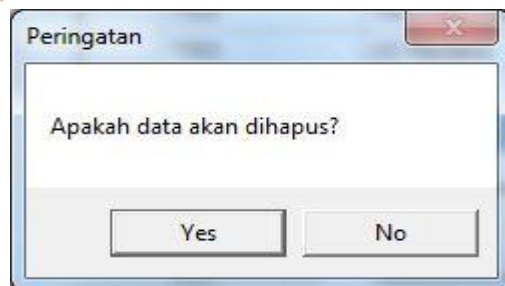 Peringatan
Apakah data akan dihapus?
Yes
No